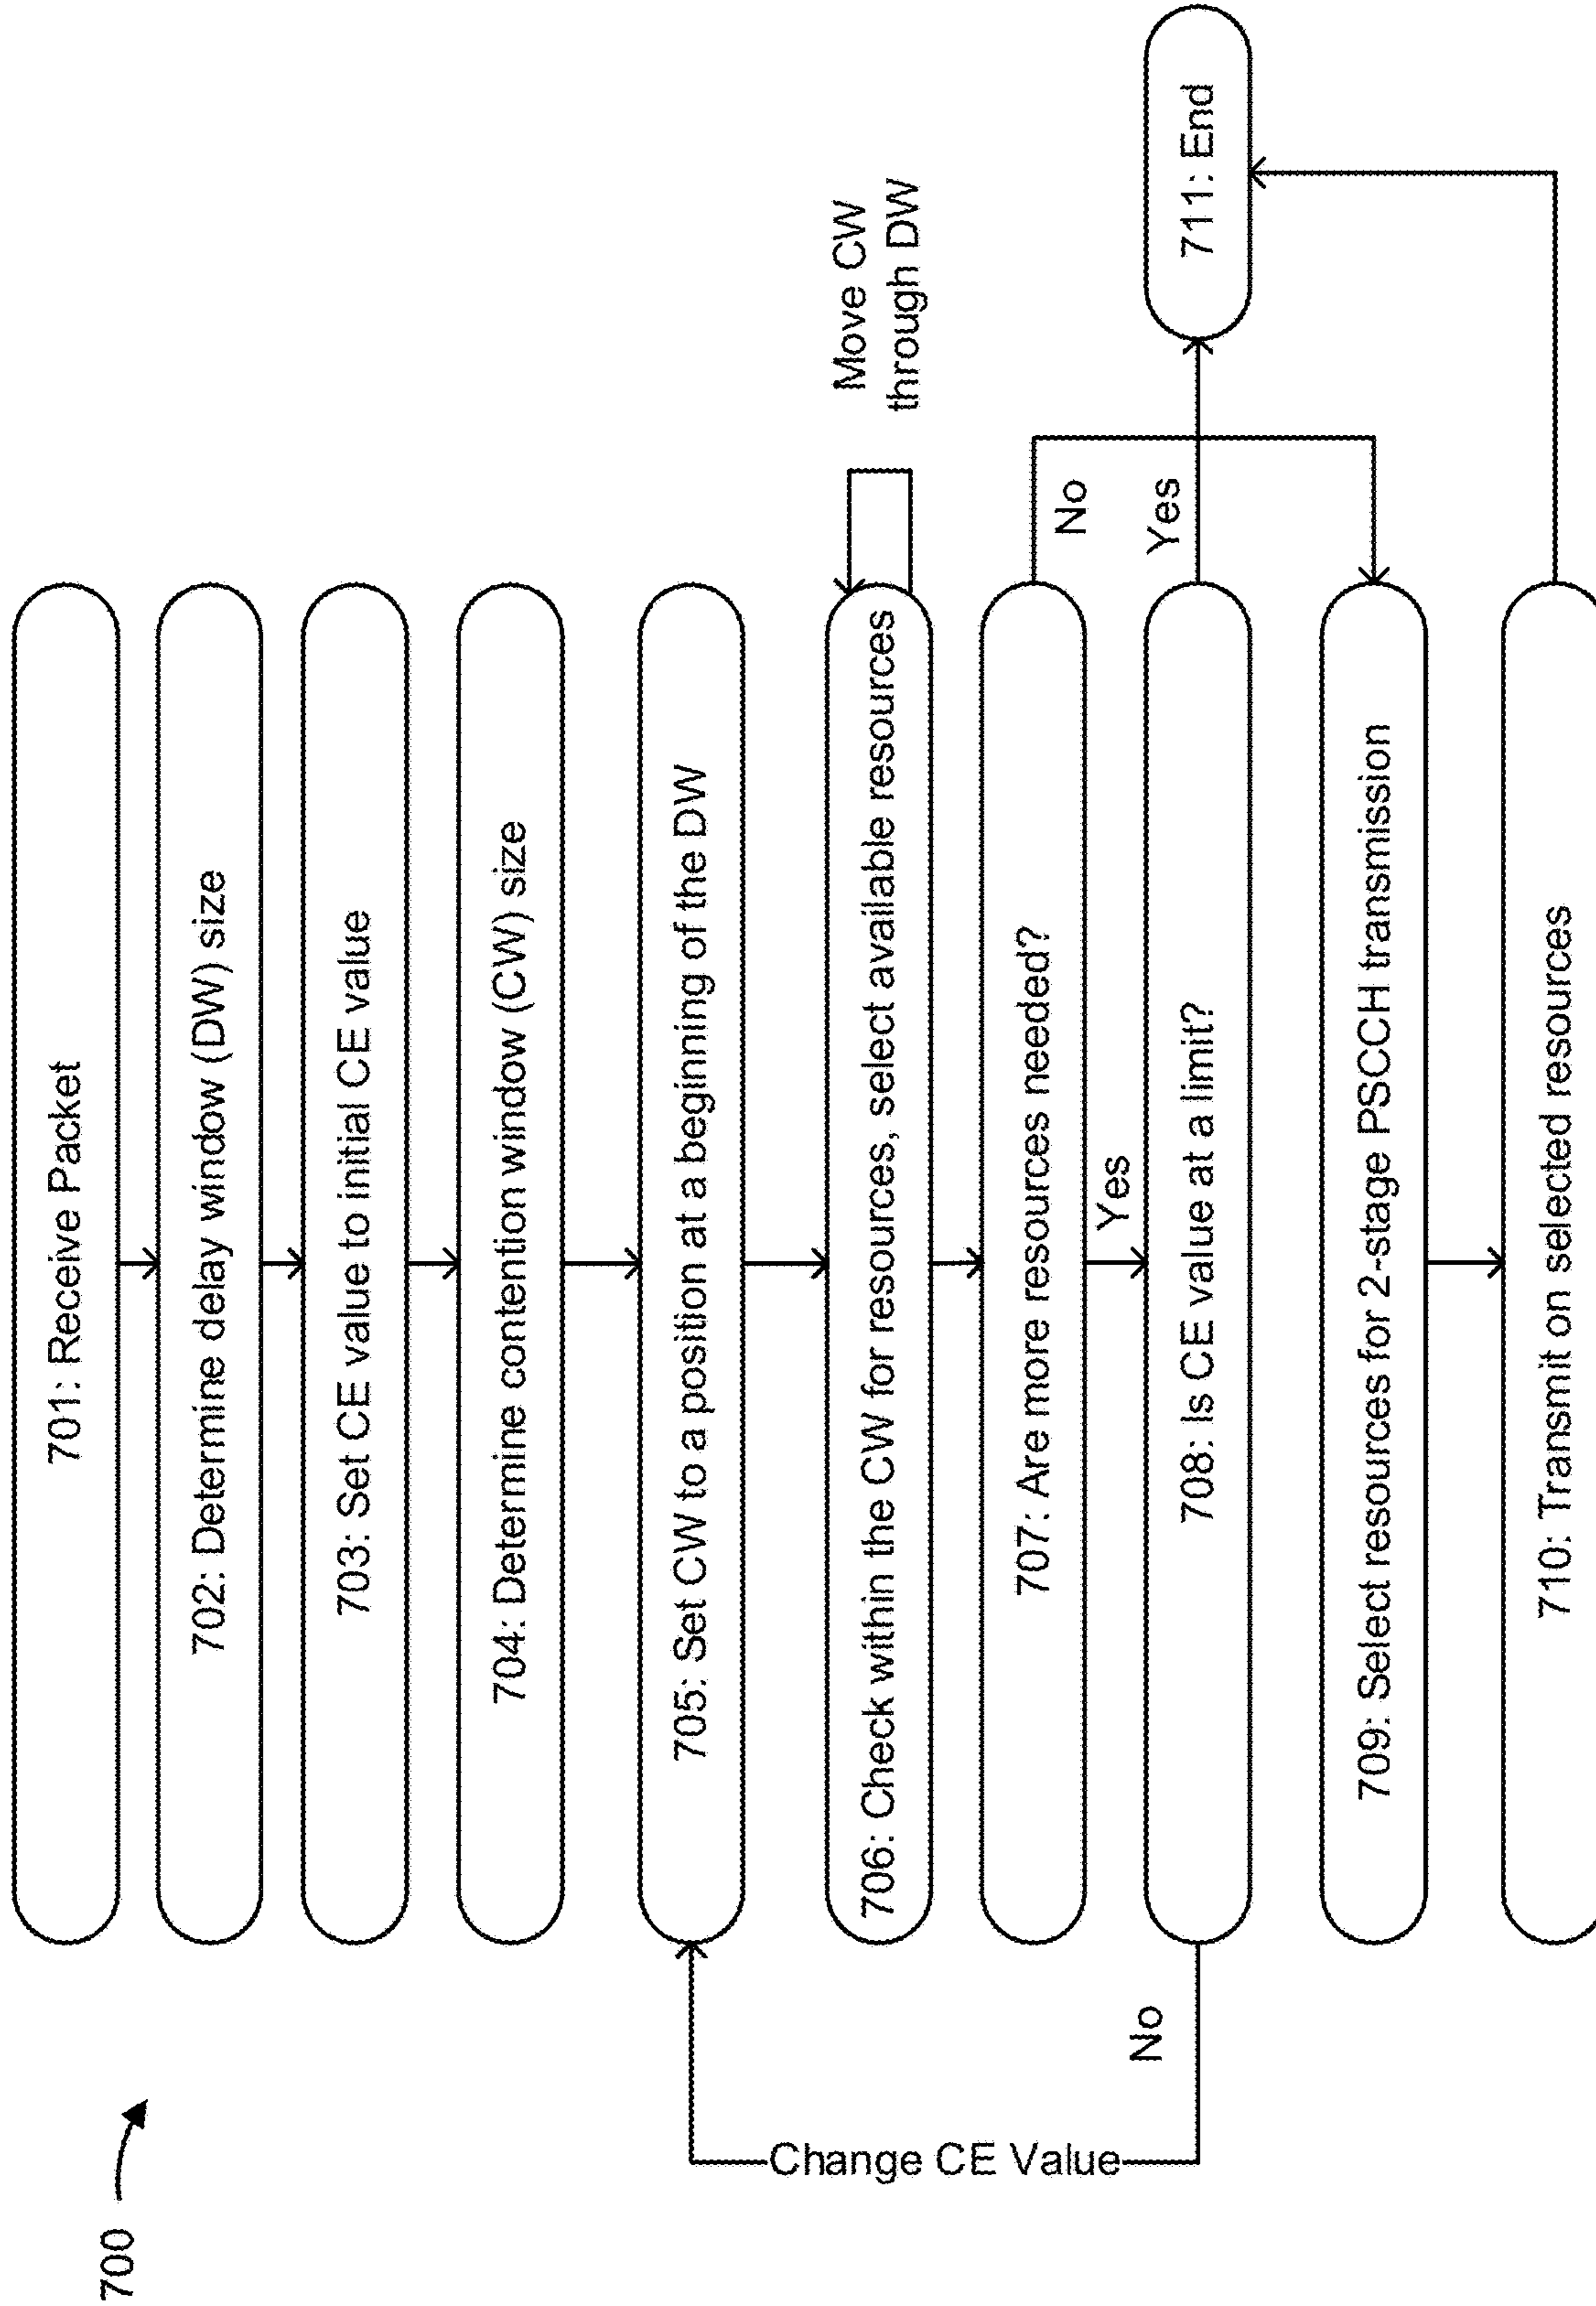 700
701: Receive Packet
702: Determine delay window (DW) size
703: Set CE value to initial CE value
704: Determine contention window (CW) size
705: Set CW to a position at a beginning of the DW
706: Check within the CW for resources, select available resources
Move CW
through DW
707: Are more resources needed?
No
Yes
708: Is CE value at a limit?
Yes
No
Change CE Value
709: Select resources for 2-stage PSCCH transmission
710: Transmit on selected resources
711: End